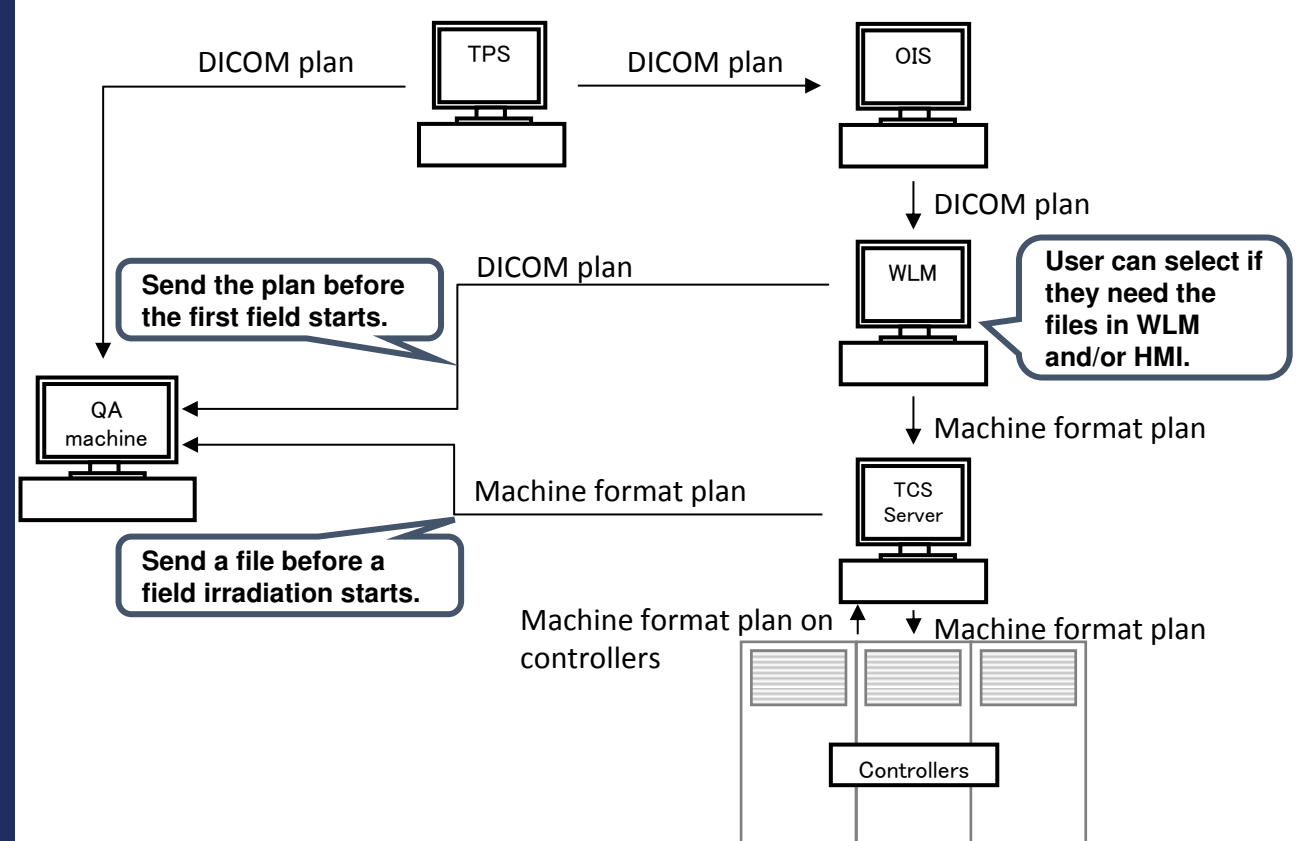 DICOM plan
TPS
DICOM plan
OIS
DICOM plan
Send the plan before
the first field starts.
DICOM plan
WLM
User can select if
they need the
files in WLM
and/or HMI.
QA
machine
Machine format plan
Machine format plan
TCS
Server
Send a file before a
field irradiation starts.
Machine format plan on
controllers
Machine format plan
Controllers